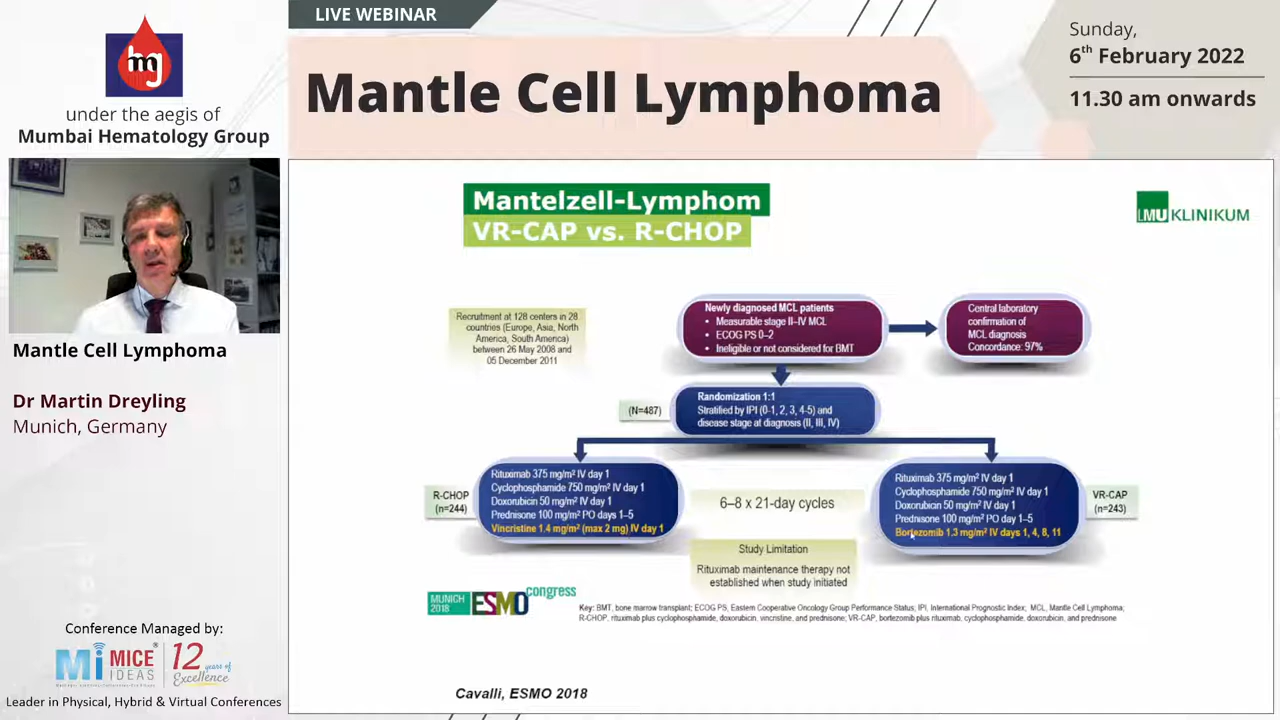 LIVE WEBINAR
Mantle Cell Lymphoma
Sunday,
6th February 2022
11.30 am onwards
mg
under the aegis of
Mumbai Hematology Group
Mantle Cell Lymphoma
Dr Martin Dreyling
Munich, Germany
Conference Managed by:
Mi MICE IDEAS
12 years of Excellence
Leader in Physical, Hybrid & Virtual Conferences
Mantelzell-Lymphom
VR-CAP vs. R-CHOP
LMU KLINIKUM
Recruitment at 128 centers in 28
countries (Europe, Asia, North
America, South America)
between 26 May 2008 and
05 December 2011
Newly diagnosed MCL patients
• Measurable stage II–IV MCL
• ECOG PS 0–2
• Ineligible or not considered for BMT
Central laboratory
confirmation of
MCL diagnosis
Concordance: 97%
(N=487)
Randomization 1:1
Stratified by IPI (0-1, 2, 3, 4-5) and
disease stage at diagnosis (II, III, IV)
R-CHOP
(n=244)
Rituximab 375 mg/m² IV day 1
Cyclophosphamide 750 mg/m² IV day 1
Doxorubicin 50 mg/m² IV day 1
Prednisone 100 mg/m² PO days 1–5
Vincristine 1.4 mg/m² (max 2 mg) IV day 1
6–8 x 21-day cycles
Rituximab 375 mg/m² IV day 1
Cyclophosphamide 750 mg/m² IV day 1
Doxorubicin 50 mg/m² IV day 1
Prednisone 100 mg/m² PO day 1–5
Bortezomib 1.3 mg/m² IV days 1, 4, 8, 11
VR-CAP
(n=243)
Study Limitation
Rituximab maintenance therapy not
established when study initiated
MUNICH
2018
ESMO congress
Key: BMT, bone marrow transplant; ECOG PS, Eastern Cooperative Oncology Group Performance Status; IPI, International Prognostic Index; MCL, Mantle Cell Lymphoma;
R-CHOP, rituximab plus cyclophosphamide, doxorubicin, vincristine, and prednisone; VR-CAP, bortezomib plus rituximab, cyclophosphamide, doxorubicin, and prednisone
Cavalli, ESMO 2018